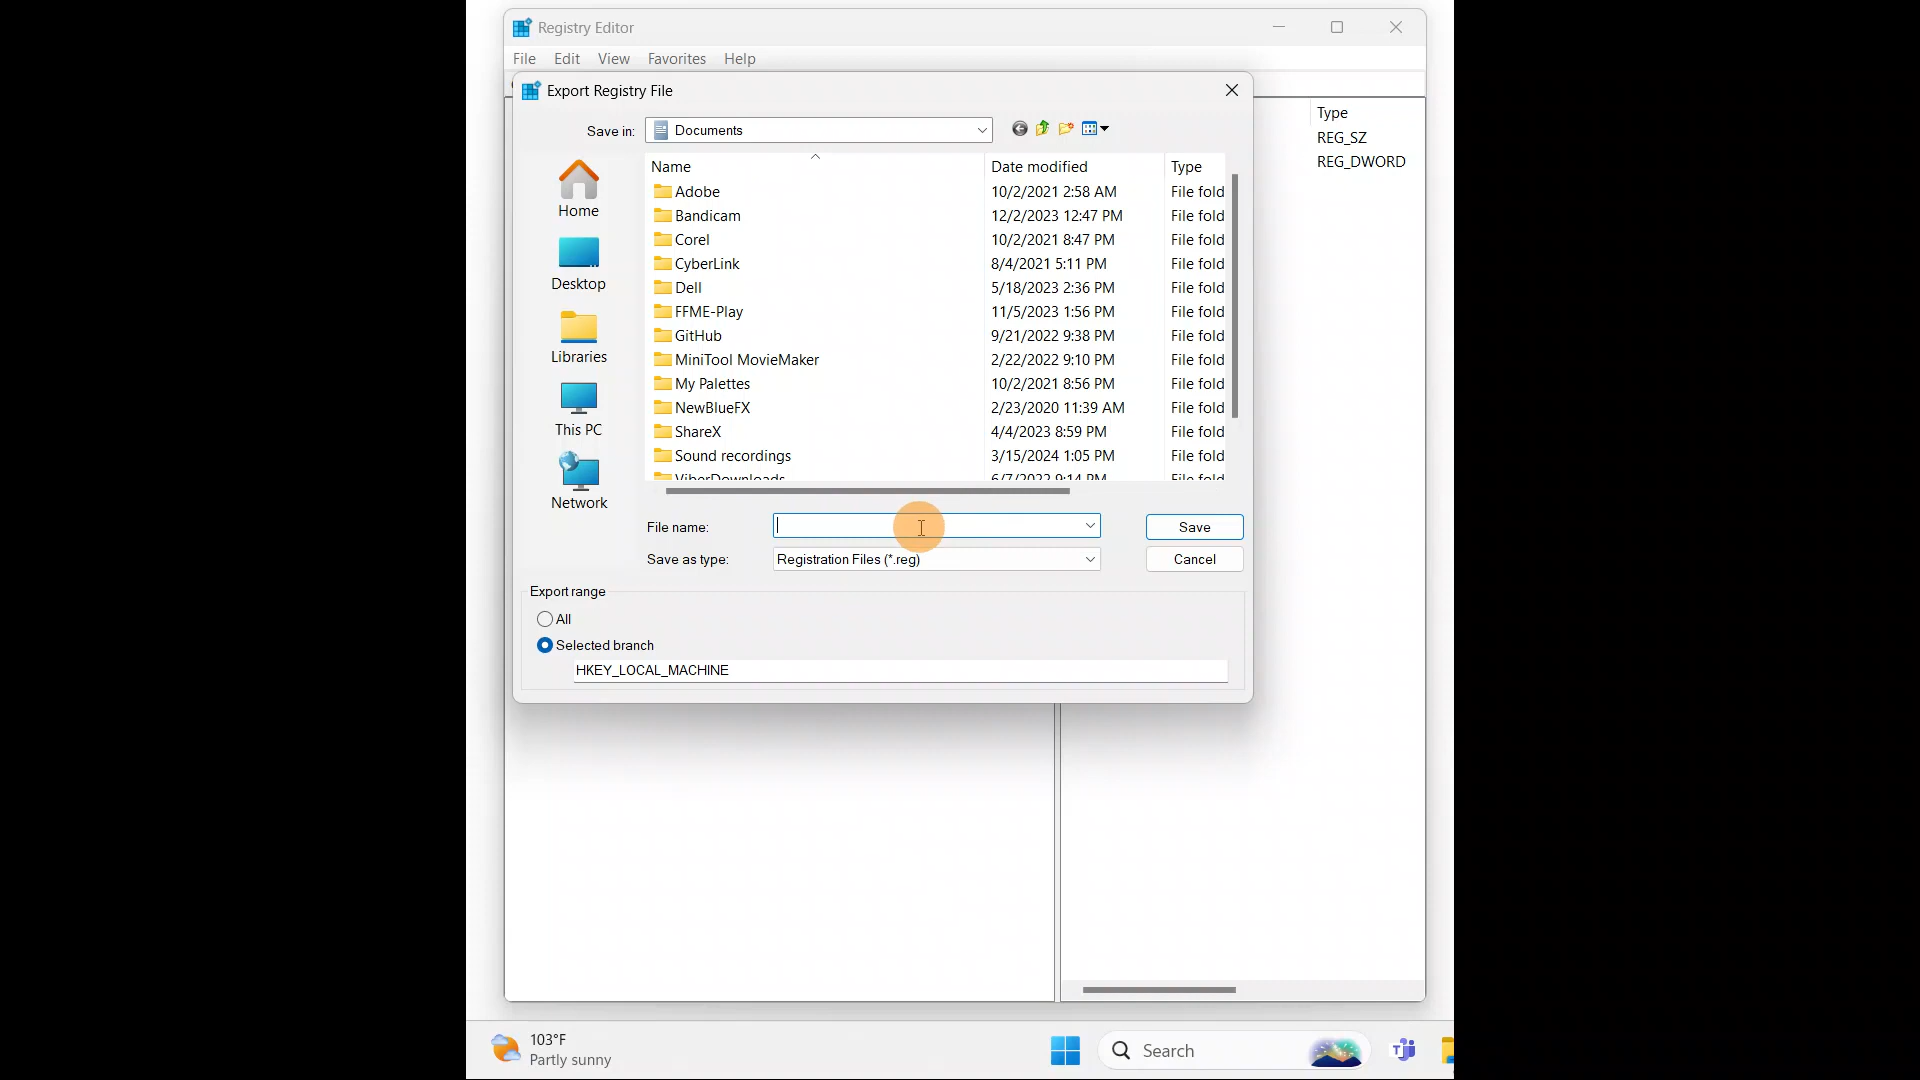 Registry Editor
File Edit View Favorites Help
Export Registry File
Save in: Documents
Name Date modified Type
Adobe 10/2/2021 2:58 AM File fold
Bandicam 12/2/2023 12:47 PM File fold
Corel 10/2/2021 8:47 PM File fold
CyberLink 8/4/2021 5:11 PM File fold
Dell 5/18/2023 2:36 PM File fold
FFME-Play 11/5/2023 1:56 PM File fold
GitHub 9/21/2022 9:38 PM File fold
MiniTool MovieMaker 2/22/2022 9:10 PM File fold
My Palettes 10/2/2021 8:56 PM File fold
NewBlueFX 2/23/2020 11:39 AM File fold
ShareX 4/4/2023 8:59 PM File fold
Sound recordings 3/15/2024 1:05 PM File fold
ViberDownloads 6/7/2022 9:14 PM File fold
Home
Desktop
Libraries
This PC
Network
File name:
Save
Save as type: Registration Files (*.reg)
Cancel
Export range
All
Selected branch
HKEY_LOCAL_MACHINE
Type
REG_SZ
REG_DWORD
103°F
Partly sunny
Search